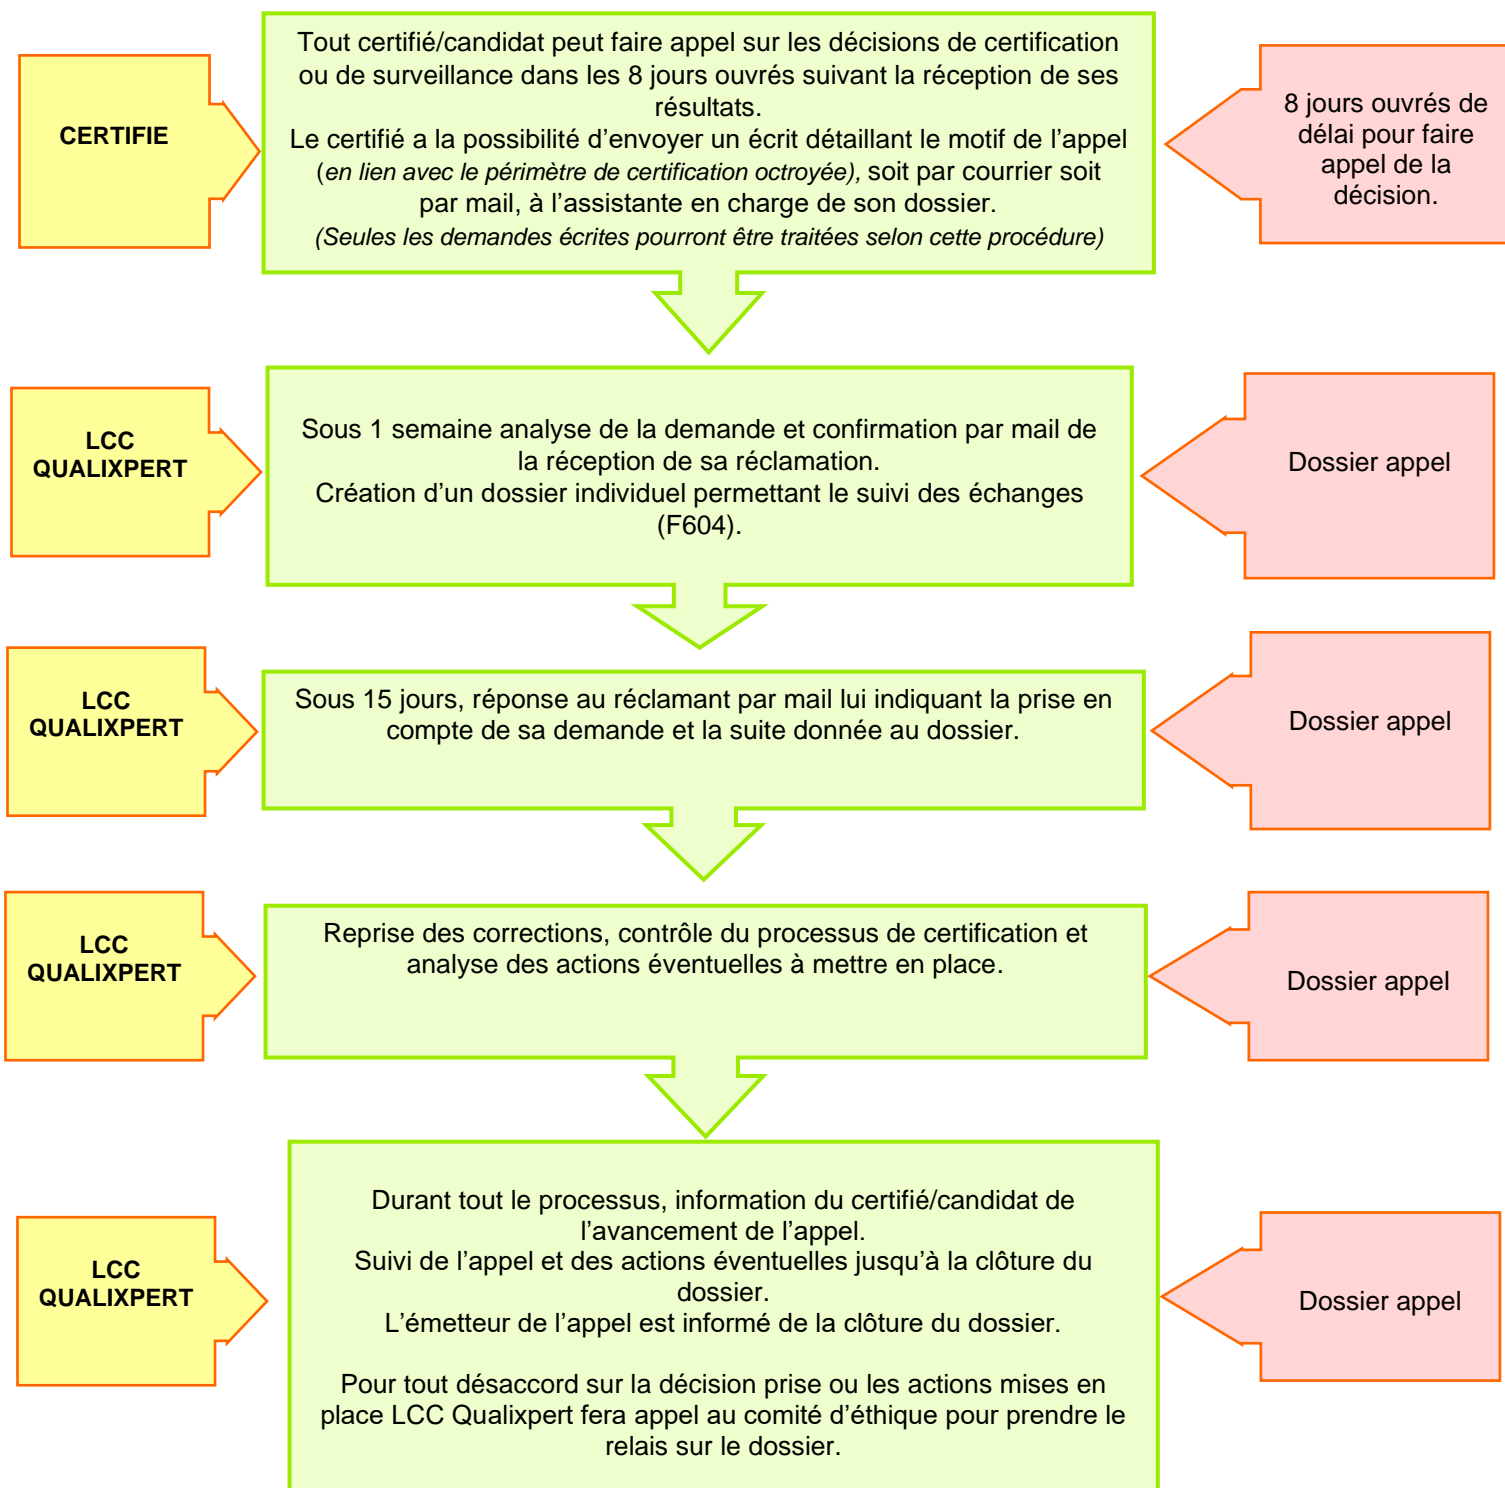 CERTIFIE
Tout certifié/candidat peut faire appel sur les décisions de certification
ou de surveillance dans les 8 jours ouvrés suivant la réception de ses
résultats.
Le certifié a la possibilité d’envoyer un écrit détaillant le motif de l’appel
(en lien avec le périmètre de certification octroyée), soit par courrier soit
par mail, à l’assistante en charge de son dossier.
(Seules les demandes écrites pourront être traitées selon cette procédure)
8 jours ouvrés de
délai pour faire
appel de la
décision.
LCC
QUALIXPERT
Sous 1 semaine analyse de la demande et confirmation par mail de
la réception de sa réclamation.
Création d’un dossier individuel permettant le suivi des échanges
(F604).
Dossier appel
LCC
QUALIXPERT
Sous 15 jours, réponse au réclamant par mail lui indiquant la prise en
compte de sa demande et la suite donnée au dossier.
Dossier appel
LCC
QUALIXPERT
Reprise des corrections, contrôle du processus de certification et
analyse des actions éventuelles à mettre en place.
Dossier appel
LCC
QUALIXPERT
Durant tout le processus, information du certifié/candidat de
l’avancement de l’appel.
Suivi de l’appel et des actions éventuelles jusqu’à la clôture du
dossier.
L’émetteur de l’appel est informé de la clôture du dossier.
Pour tout désaccord sur la décision prise ou les actions mises en
place LCC Qualixpert fera appel au comité d’éthique pour prendre le
relais sur le dossier.
Dossier appel